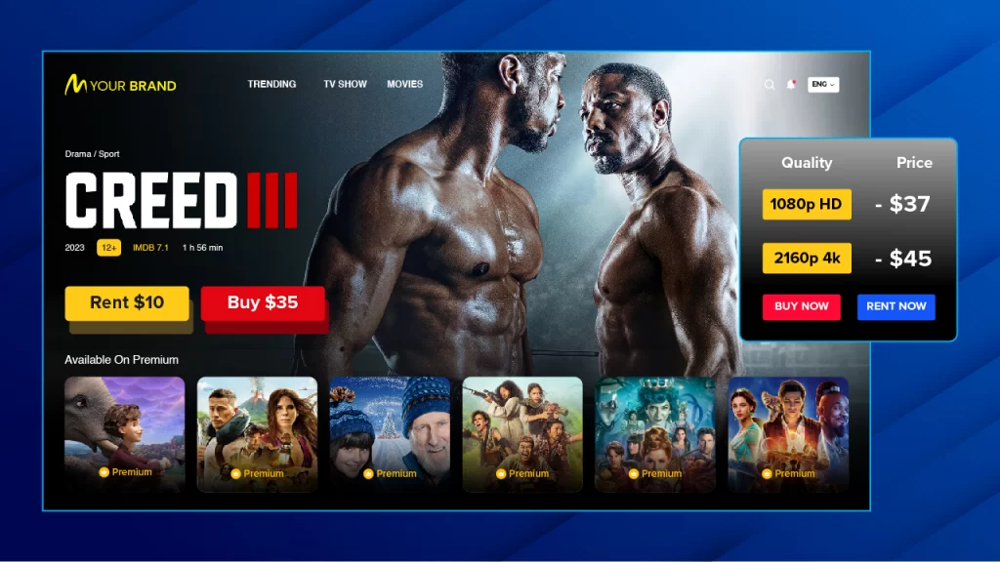 YOUR BRAND
TRENDING
TV SHOW
MOVIES
ENG
Drama / Sport
CREED III
2023
12+
IMDB 7.1
1 h 56 min
Rent $10
Buy $35
Quality
Price
1080p HD
- $37
2160p 4k
- $45
BUY NOW
RENT NOW
Available On Premium
Premium
Premium
Premium
Premium
Premium
Premium